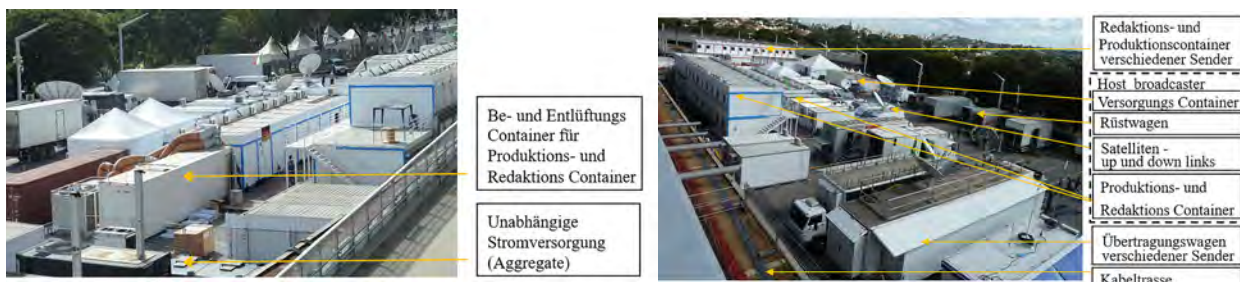 Be- und Entlüftungs
Container für
Produktions- und
Redaktions Container
Unabhängige
Stromversorgung
(Aggregate)
Redaktions- und
Produktionscontainer
verschiedener Sender
Host broadcaster
Versorgungs Container
Rüstwagen
Satelliten -
up und down links
Produktions- und
Redaktions Container
Übertragungswagen
verschiedener Sender
Kabeltrasse